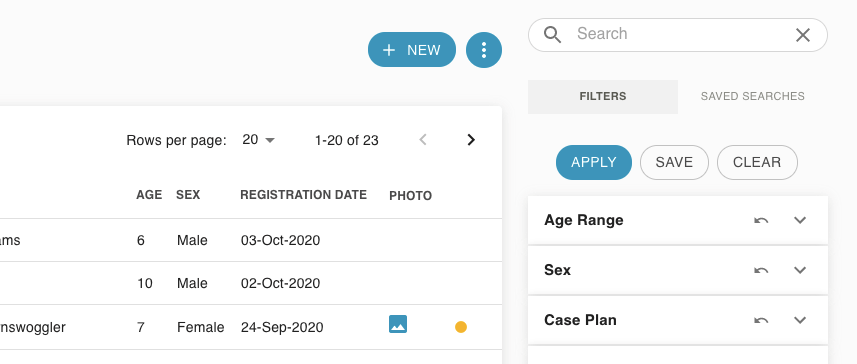 + NEW
Search
FILTERS
SAVED SEARCHES
Rows per page: 20 1-20 of 23
APPLY
SAVE
CLEAR
AGE SEX REGISTRATION DATE PHOTO
ams 6 Male 03-Oct-2020
10 Male 02-Oct-2020
nswoggler 7 Female 24-Sep-2020
Age Range
Sex
Case Plan